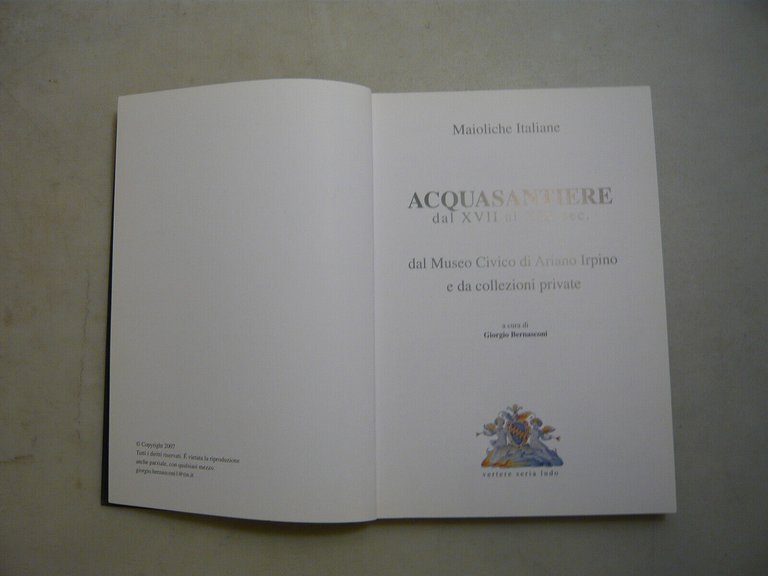 © Copyright 2007
Tutti i diritti riservati. È vietata la riproduzione
anche parziale, con qualsiasi mezzo.
Maioliche Italiane
ACQUASANTIERE
dal XVII al sec.
dal Museo Civico di Ariano Irpino
e da collezioni private
a cura di
Giorgio Bernasconi
vertere seria ludo